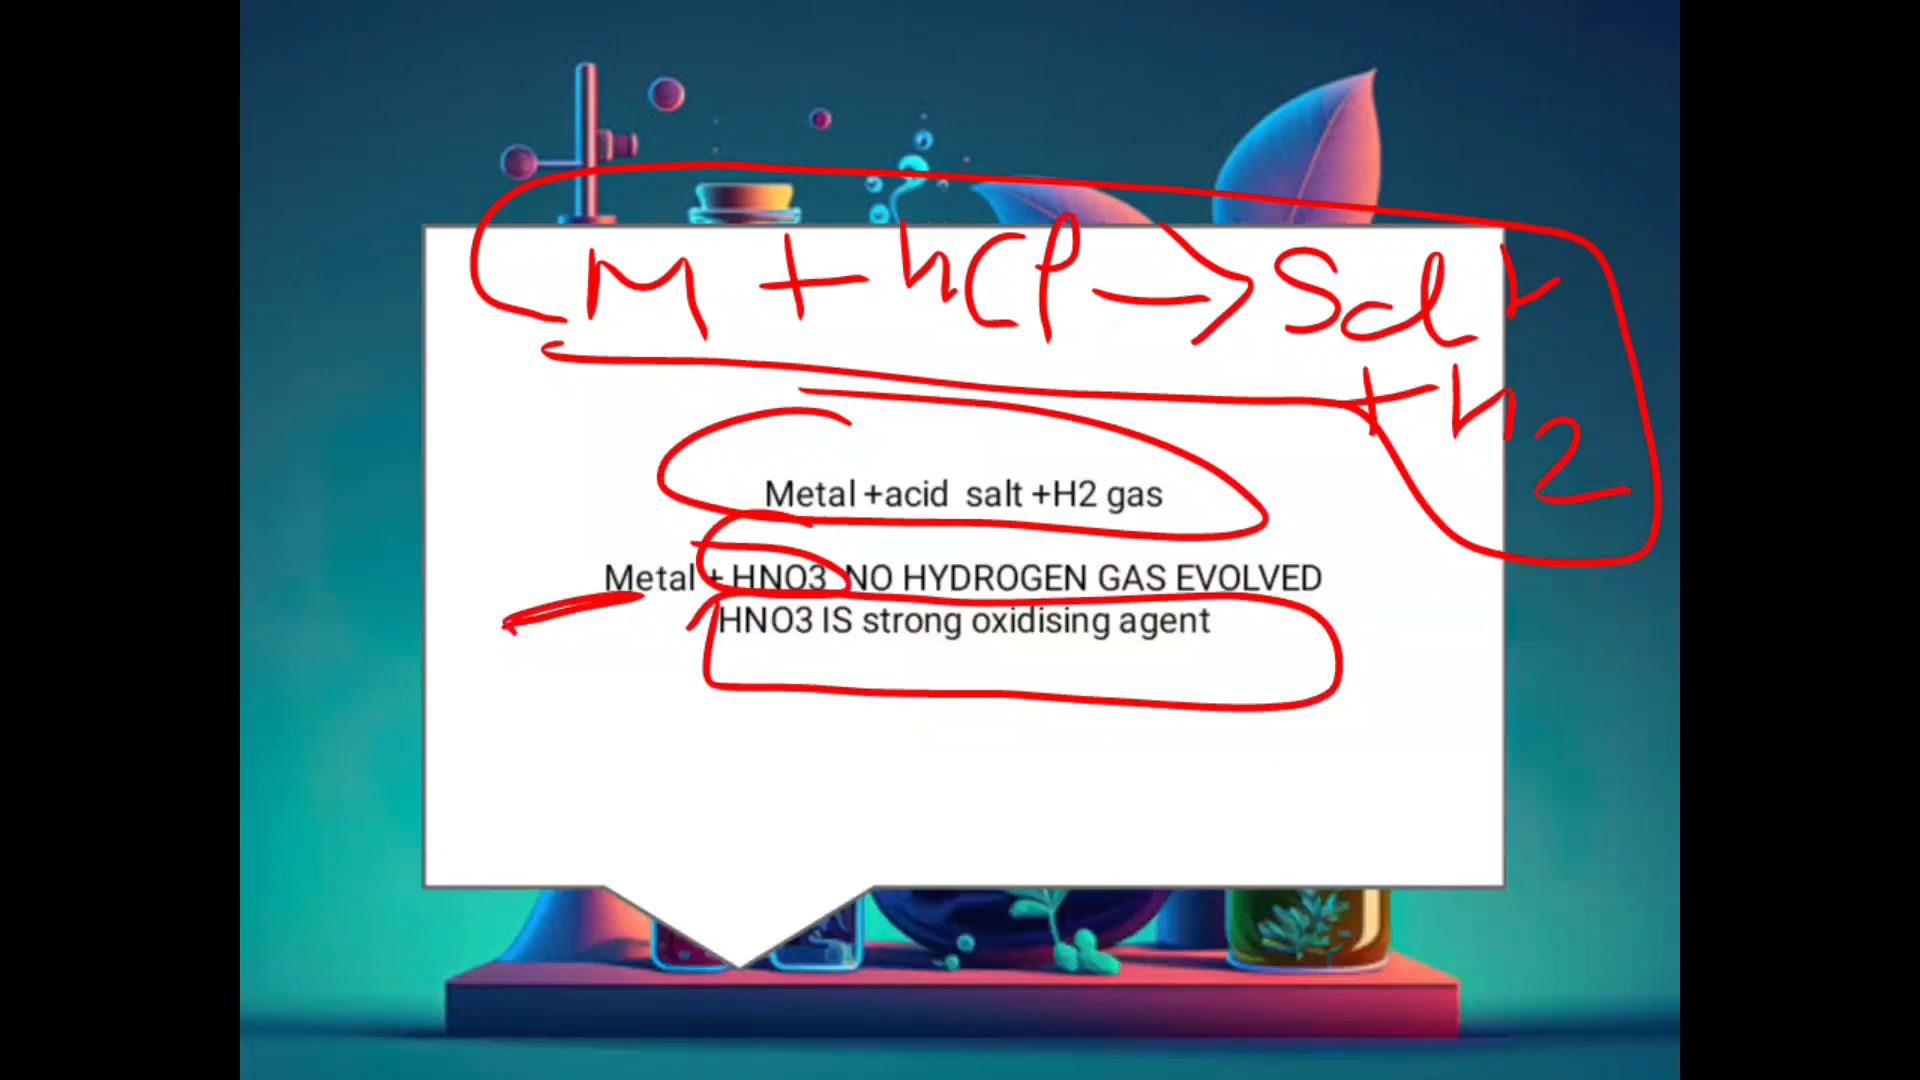 M + hCl → Salt
+ h2
Metal +acid salt +H2 gas
Metal + HNO3 NO HYDROGEN GAS EVOLVED
HNO3 IS strong oxidising agent